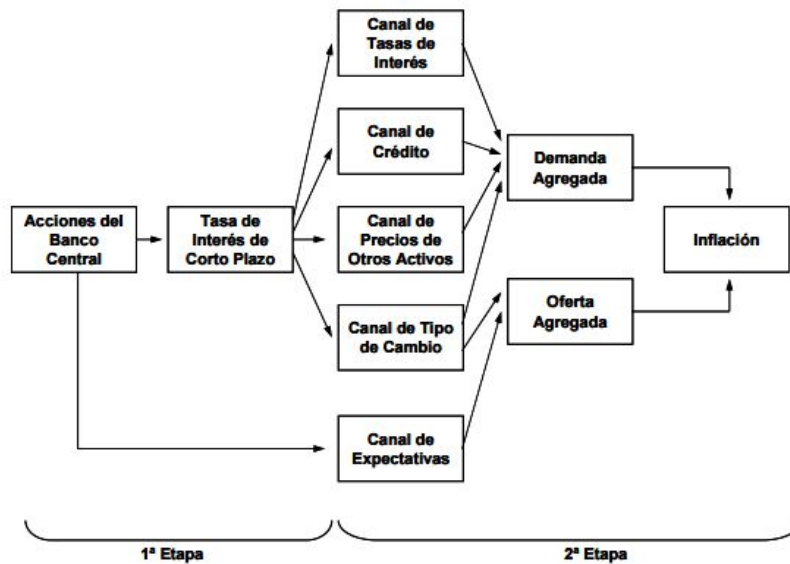 Canal de
Tasas de
Interés
Canal de
Crédito
Demanda
Agregada
Acciones del
Banco
Central
Tasa de
Interés de
Corto Plazo
Canal de
Precios de
Otros Activos
Inflación
Canal de Tipo
de Cambio
Oferta
Agregada
Canal de
Expectativas
1ª Etapa
2ª Etapa